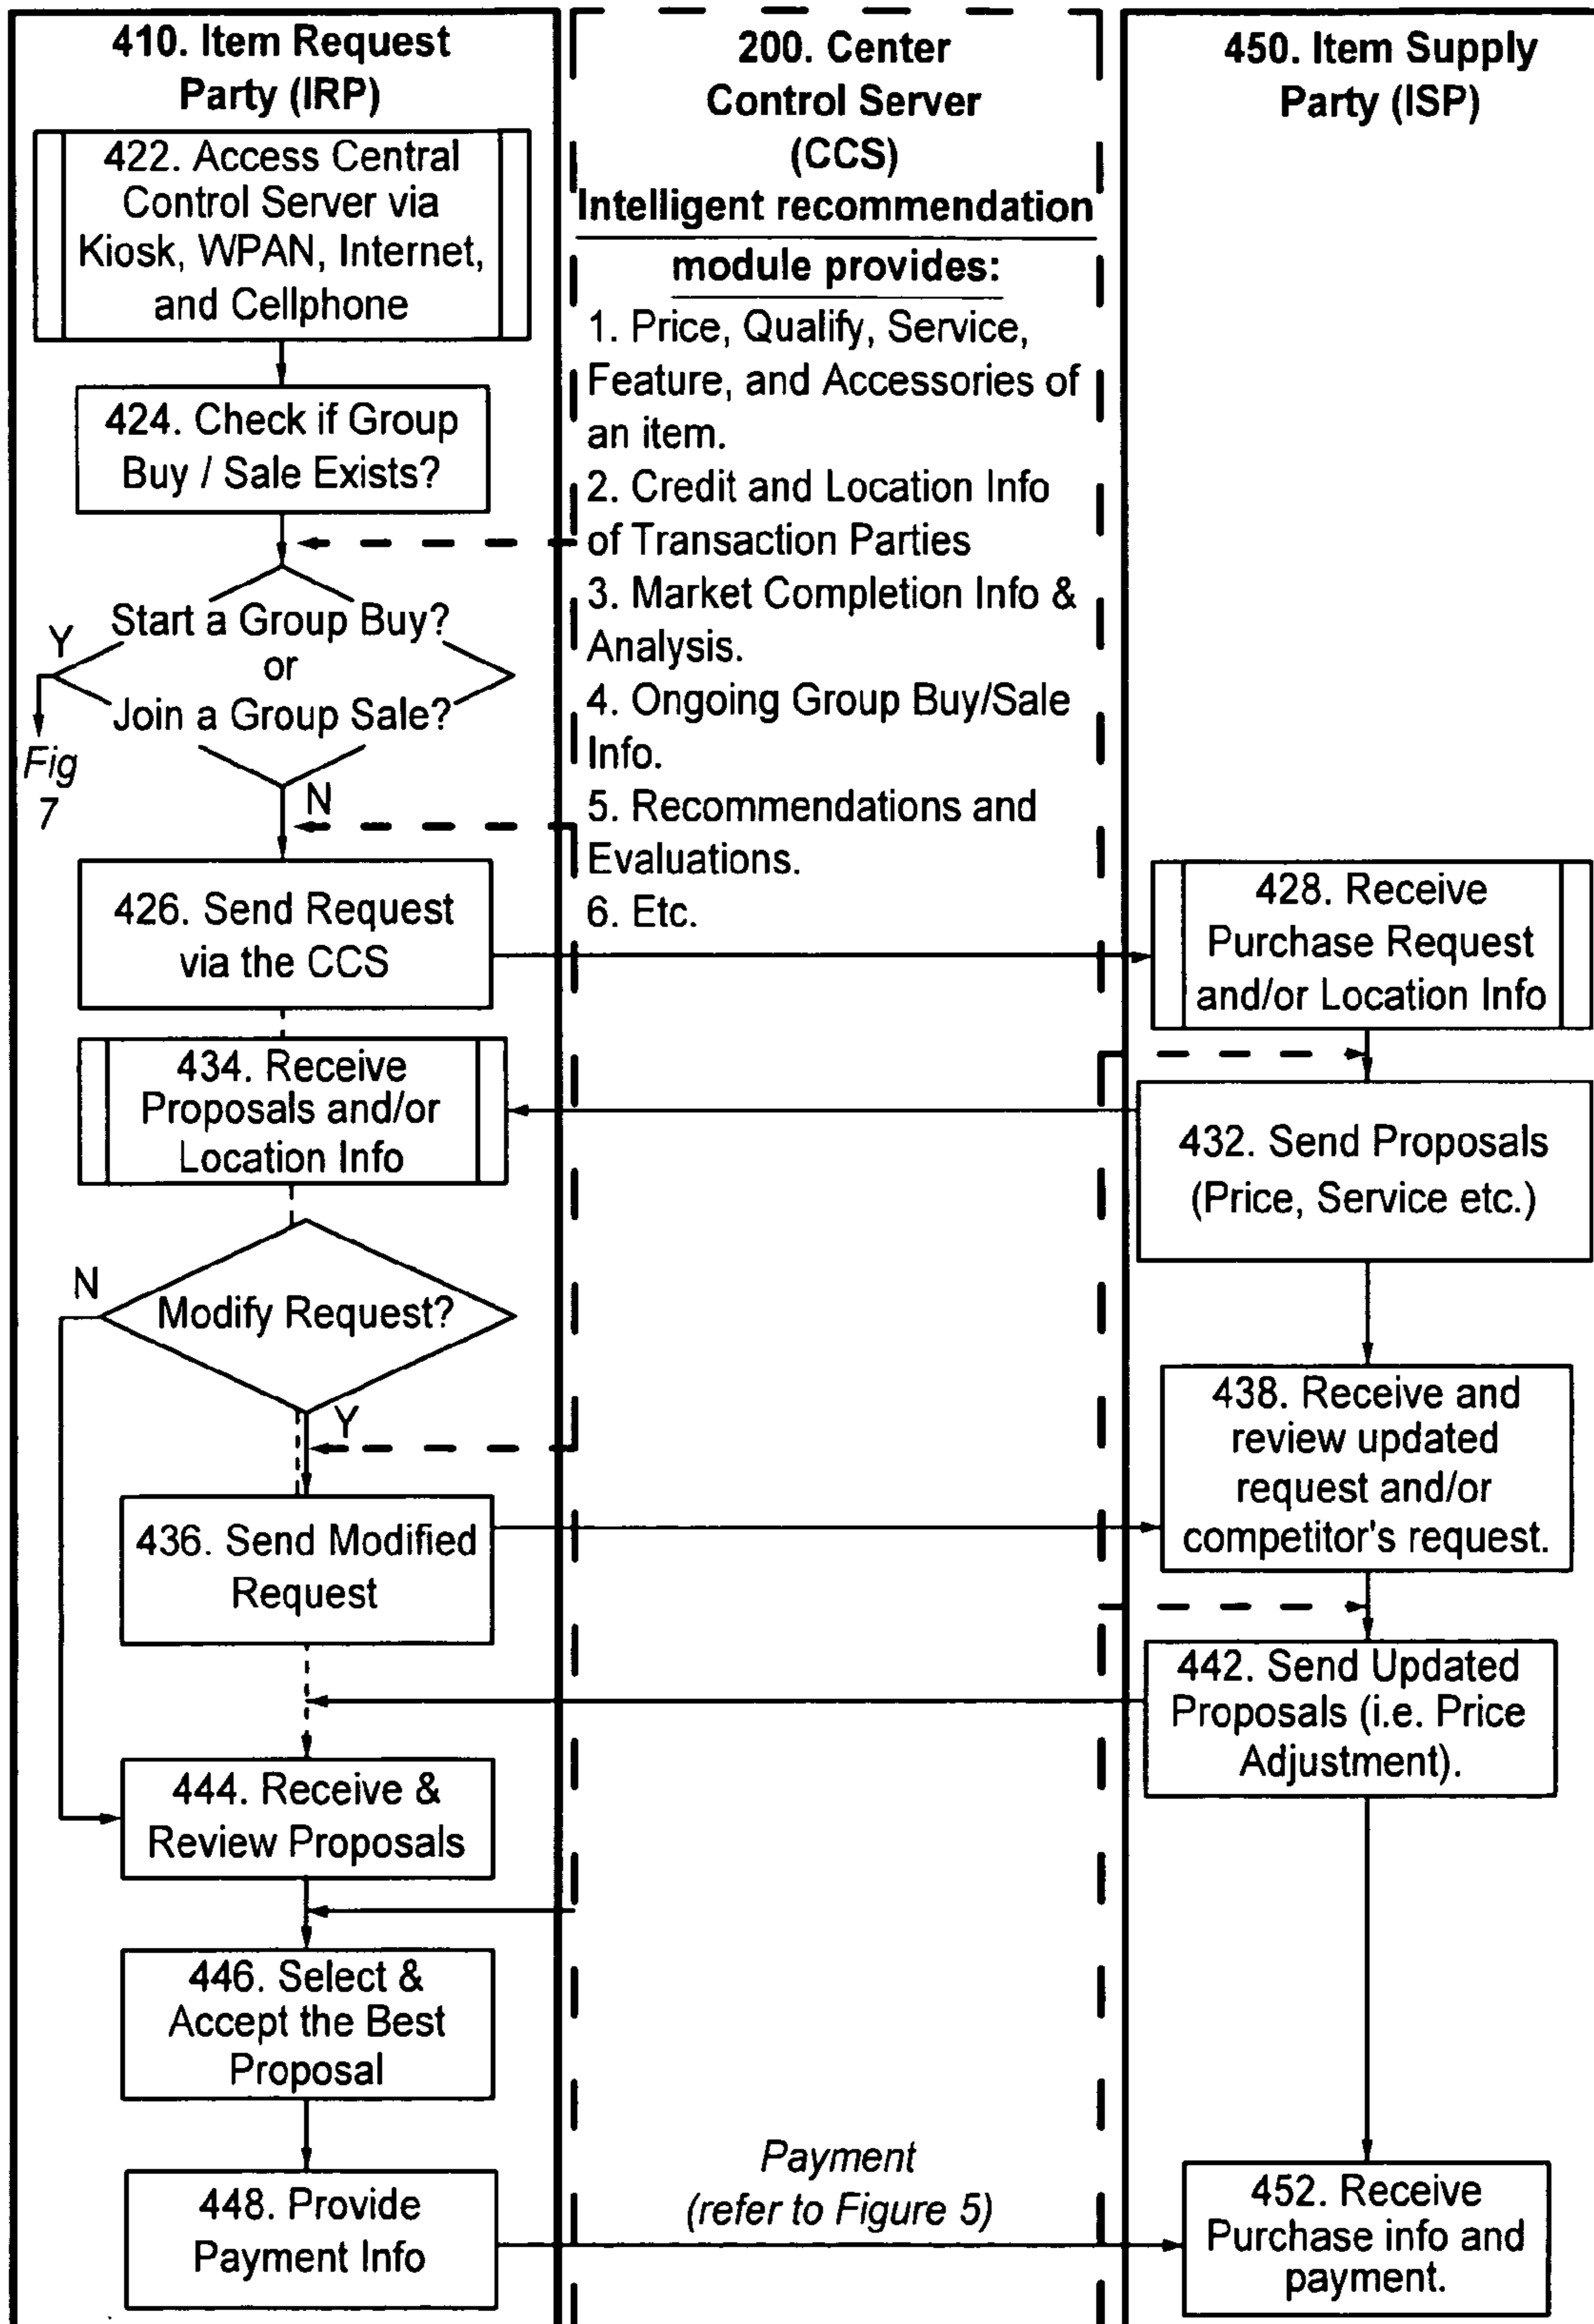 410. Item Request
Party (IRP)
422. Access Central
Control Server via
Kiosk, WPAN, Internet,
and Cellphone
424. Check if Group
Buy / Sale Exists?
Start a Group Buy?
or
Join a Group Sale?
Y
Fig
7
N
426. Send Request
via the CCS
434. Receive
Proposals and/or
Location Info
Modify Request?
N
Y
436. Send Modified
Request
444. Receive &
Review Proposals
446. Select &
Accept the Best
Proposal
448. Provide
Payment Info
200. Center
Control Server
(CCS)
Intelligent recommendation
module provides:
1. Price, Qualify, Service,
Feature, and Accessories of
an item.
2. Credit and Location Info
of Transaction Parties
3. Market Completion Info &
Analysis.
4. Ongoing Group Buy/Sale
Info.
5. Recommendations and
Evaluations.
6. Etc.
Payment
(refer to Figure 5)
450. Item Supply
Party (ISP)
428. Receive
Purchase Request
and/or Location Info
432. Send Proposals
(Price, Service etc.)
438. Receive and
review updated
request and/or
competitor's request.
442. Send Updated
Proposals (i.e. Price
Adjustment).
452. Receive
Purchase info and
payment.